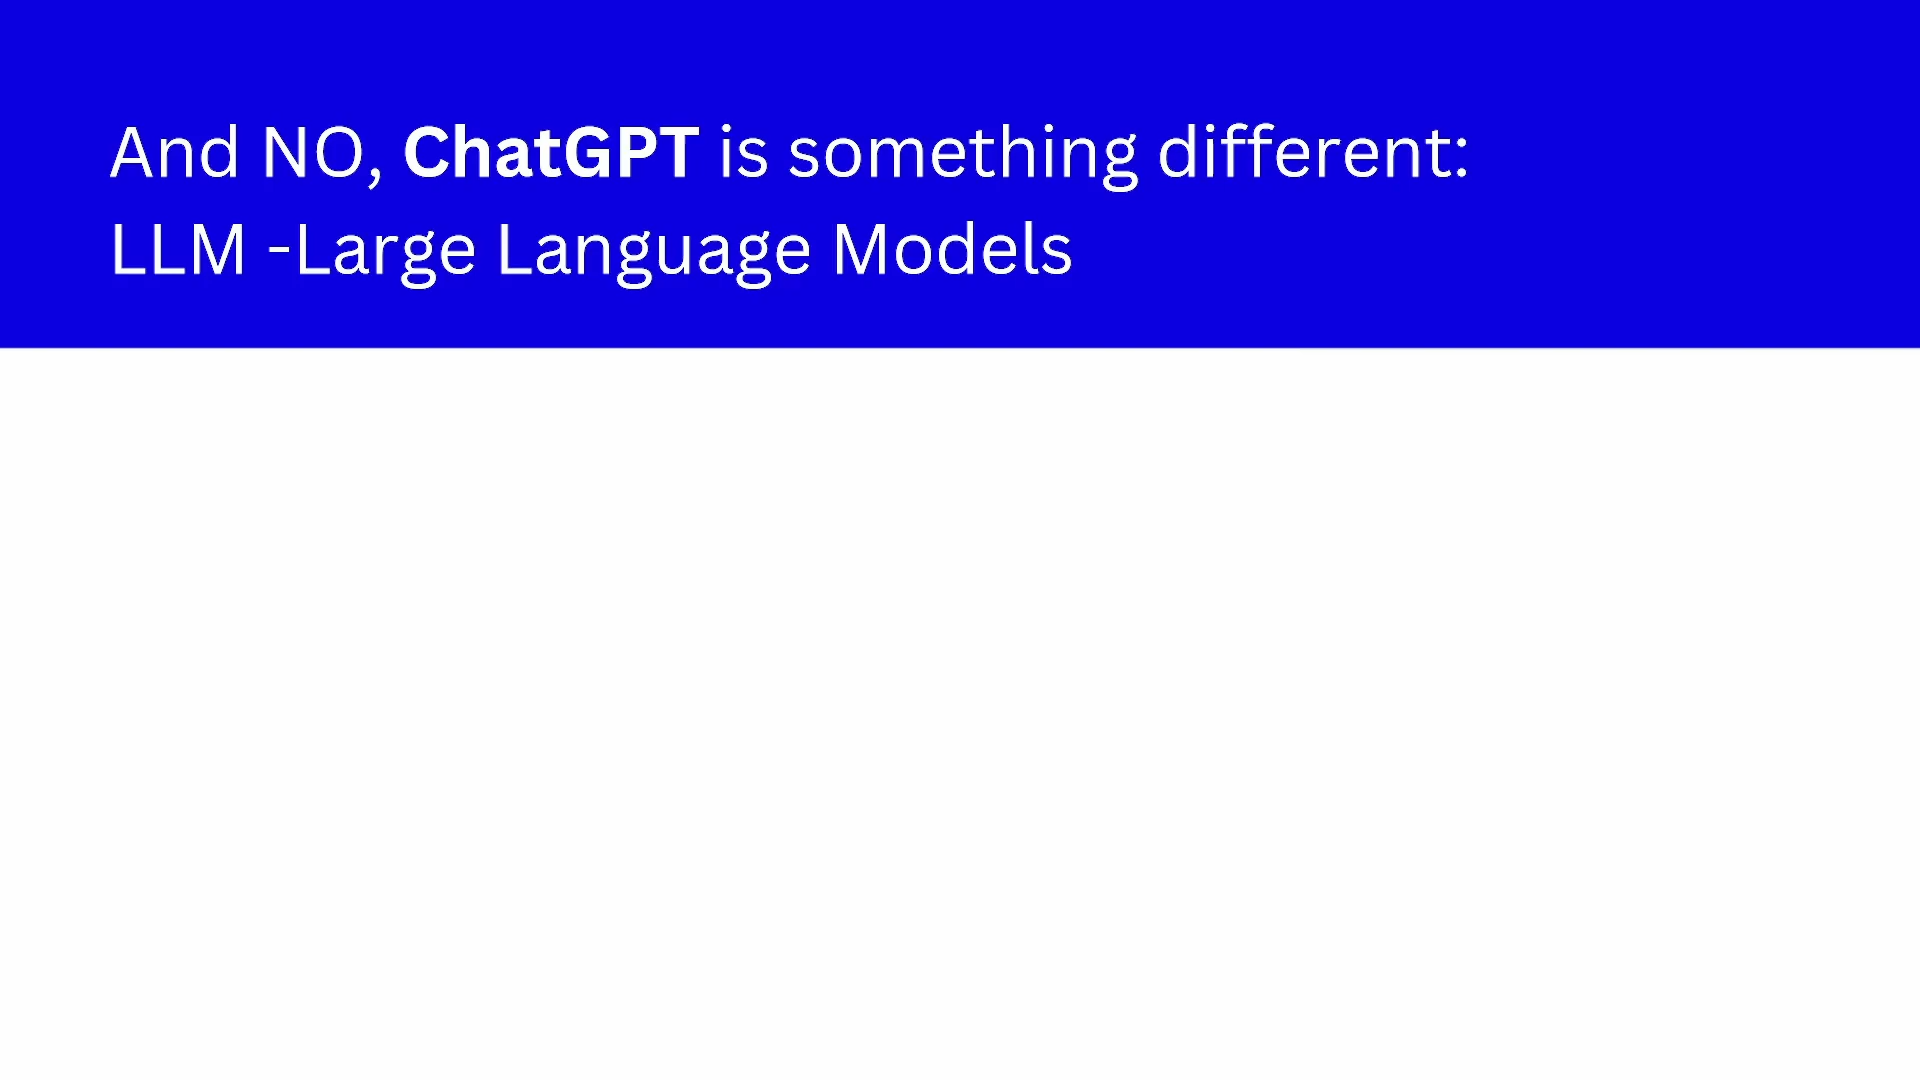 And NO, ChatGPT is something different:
LLM -Large Language Models